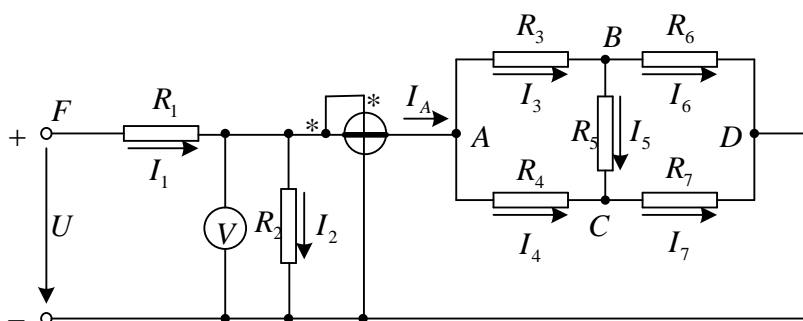 R3 B R6
F R1 * * IA I3 I6
+ A R5 I5 D
I1 R4 R7
U V R2 I2 C
I4 I7
−